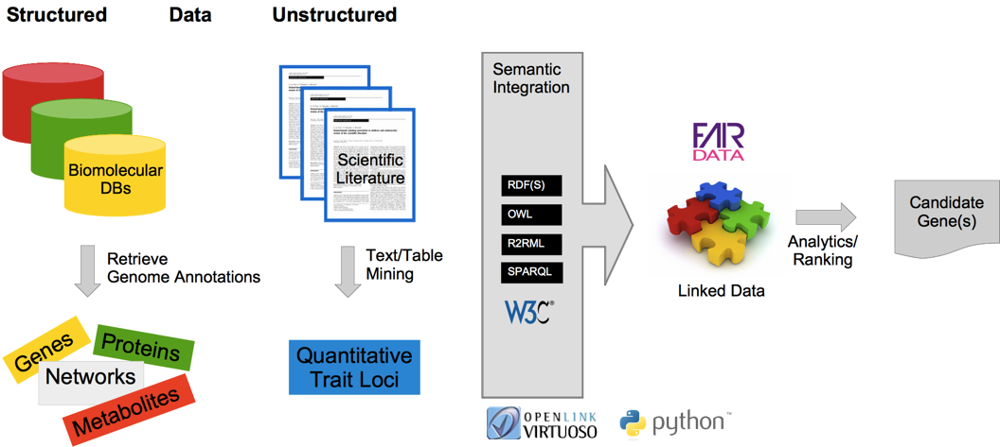 Structured Data Unstructured
Biomolecular
DBs
Scientific
Literature
Retrieve
Genome Annotations
Text/Table
Mining
Genes
Proteins
Networks
Metabolites
Quantitative
Trait Loci
Semantic
Integration
RDF(S)
OWL
R2RML
SPARQL
W3C®
OPENLINK
VIRTUOSO
python™
FAIR
DATA
Linked Data
Analytics/
Ranking
Candidate
Gene(s)